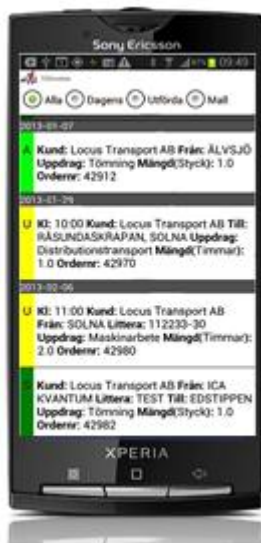 Sony Ericsson
09:49
Alla Dagens Utförda Mall
2013-01-07
A Kund: Locus Transport AB Från: ÄLVSJÖ
Uppdrag: Tömning Mängd(Styck): 1.0
Ordernr: 42912
2013-01-29
U Kl: 10:00 Kund: Locus Transport AB Till:
RÅSUNDASKRAPAN, SOLNA Uppdrag:
Distributionstransport Mängd(Timmar):
1.0 Ordernr: 42970
2013-02-06
U Kl: 11:00 Kund: Locus Transport AB
Från: SOLNA Littera: 112233-30
Uppdrag: Maskinarbete Mängd(Timmar):
2.0 Ordernr: 42980
S Kund: Locus Transport AB Från: ICA
KVANTUM Littera: TEST Till: EDSTIPPEN
Uppdrag: Tömning Mängd(Styck): 1.0
Ordernr: 42982
XPERIA